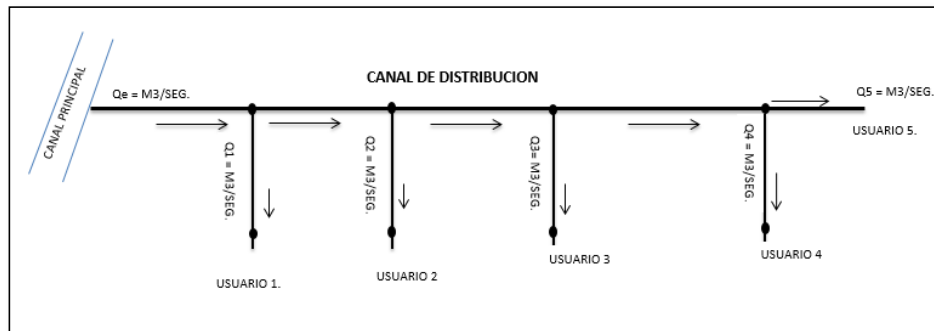 CANAL PRINCIPAL
CANAL DE DISTRIBUCION
Qe = M3/SEG.
Q5 = M3/SEG.
USUARIO 5.
Q1 = M3/SEG.
Q2 = M3/SEG.
Q3= M3/SEG.
Q4 = M3/SEG.
USUARIO 1.
USUARIO 2
USUARIO 3
USUARIO 4